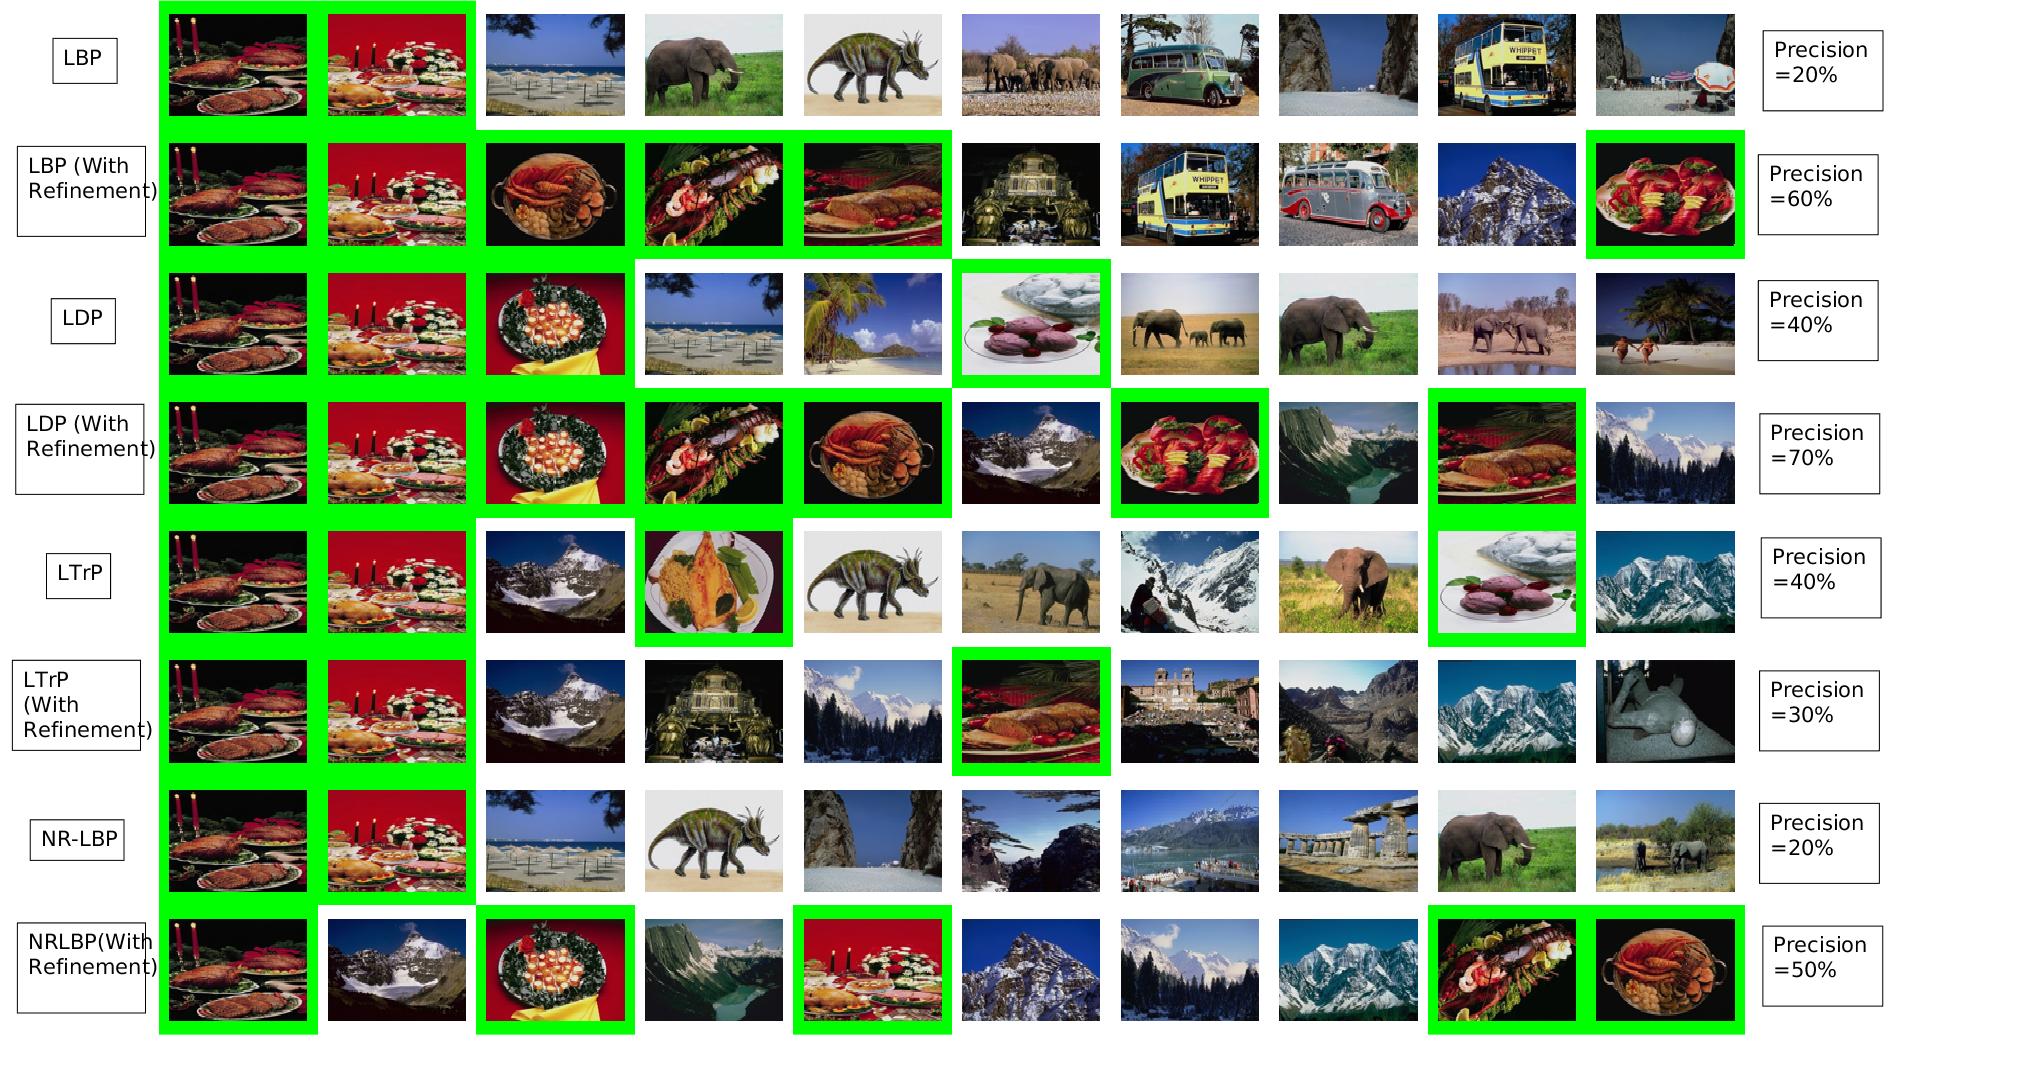 LBP
Precision
=20%
WHIPPET
LBP (With
Refinement)
Precision
=60%
WHIPPET
LDP
Precision
=40%
LDP (With
Refinement)
Precision
=70%
LTrP
Precision
=40%
LTrP
(With
Refinement)
Precision
=30%
NR-LBP
Precision
=20%
NRLBP(With
Refinement)
Precision
=50%